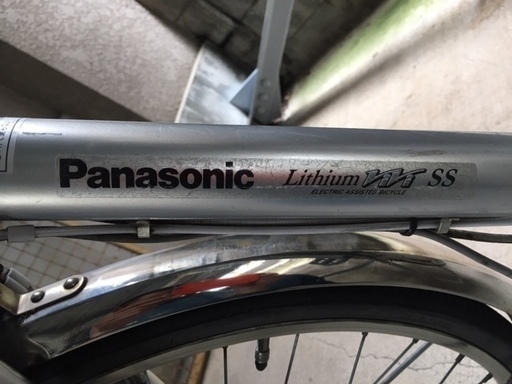 Panasonic Lithium ViVi SS
ELECTRIC ASSISTED BICYCLE